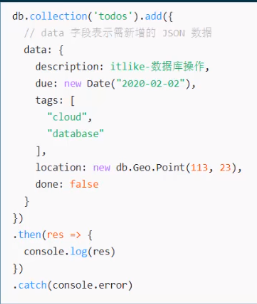 db.collection('todos').add({
  // data 字段表示需新增的 JSON 数据
  data: {
    description: itlike-数据库操作,
    due: new Date("2020-02-02"),
    tags: [
      "cloud",
      "database"
    ],
    location: new db.Geo.Point(113, 23),
    done: false
  }
})
.then(res => {
  console.log(res)
})
.catch(console.error)